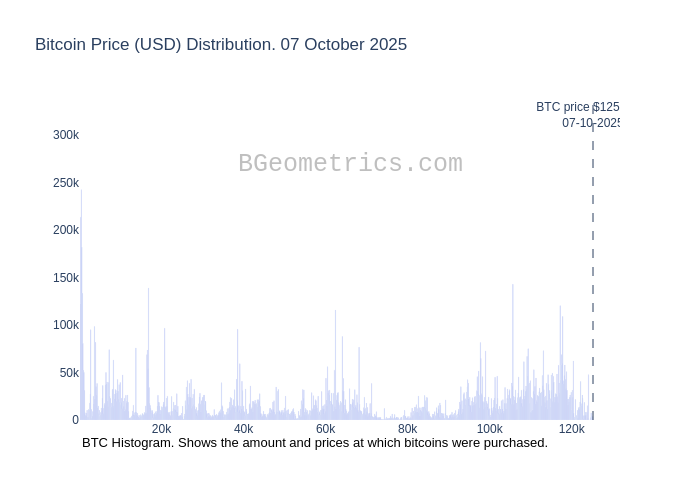 Bitcoin Price (USD) Distribution. 07 October 2025
BTC price $125
07-10-2025
300k
BGeometrics.com
250k
200k
150k
100k
50k
0
20k 40k 60k 80k 100k 120k
BTC Histogram. Shows the amount and prices at which bitcoins were purchased.